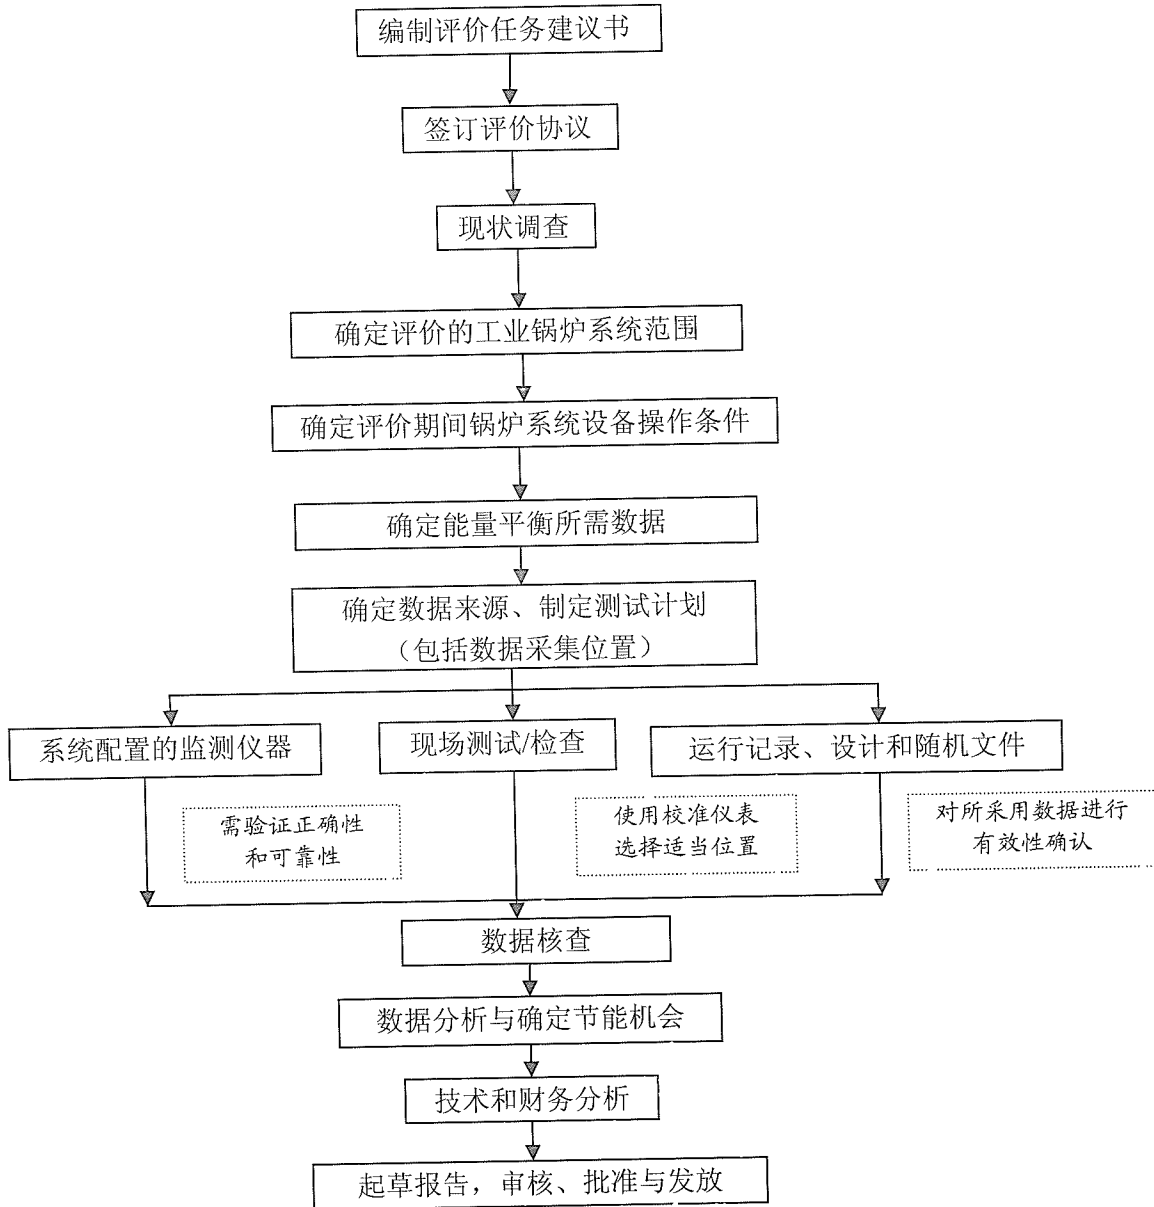 编制评价任务建议书
签订评价协议
现状调查
确定评价的工业锅炉系统范围
确定评价期间锅炉系统设备操作条件
确定能量平衡所需数据
确定数据来源、制定测试计划
（包括数据采集位置）
系统配置的监测仪器
现场测试/检查
运行记录、设计和随机文件
需验证正确性
和可靠性
使用校准仪表
选择适当位置
对所采用数据进行
有效性确认
数据核查
数据分析与确定节能机会
技术和财务分析
起草报告，审核、批准与发放